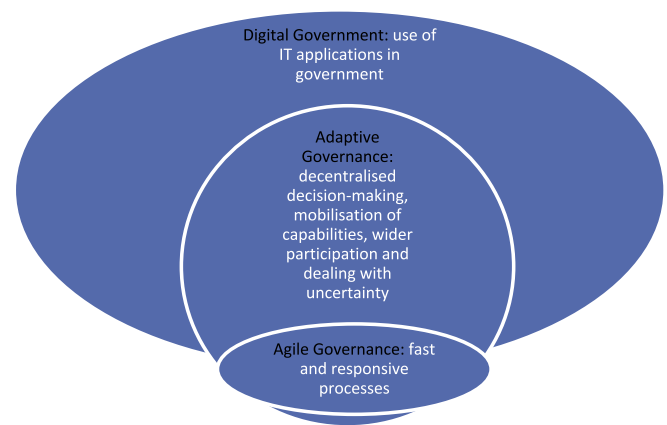 Digital Government: use of
IT applications in
government
Adaptive
Governance:
decentralised
decision-making,
mobilisation of
capabilities, wider
participation and
dealing with
uncertainty
Agile Governance: fast
and responsive
processes